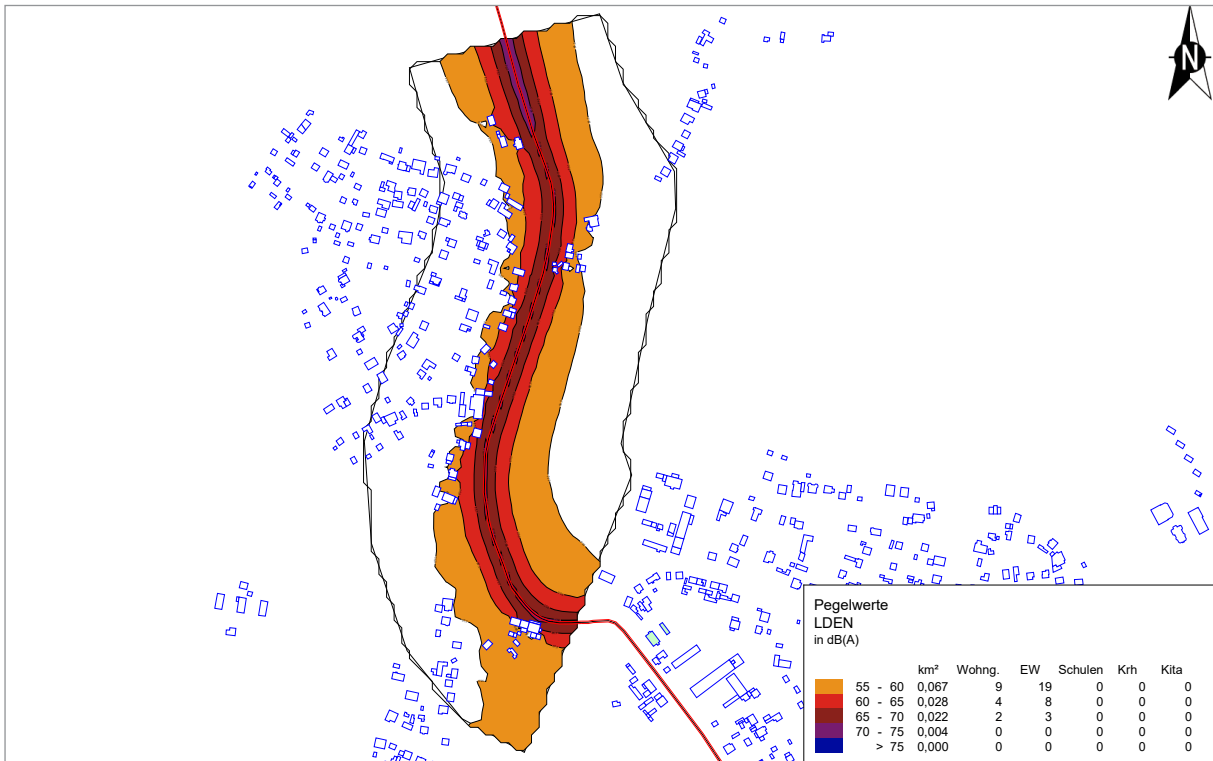 N
Pegelwerte
LDEN
in dB(A)
km² Wohng. EW Schulen Krh Kita
55 - 60 0,067 9 19 0 0 0
60 - 65 0,028 4 8 0 0 0
65 - 70 0,022 2 3 0 0 0
70 - 75 0,004 0 0 0 0 0
> 75 0,000 0 0 0 0 0